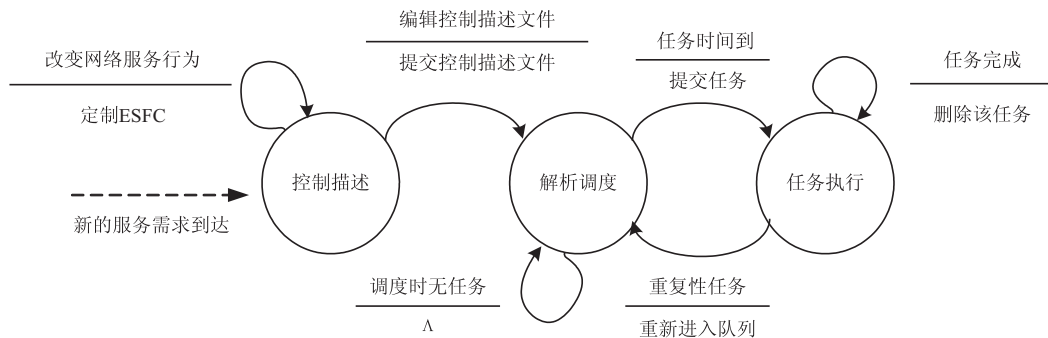 改变网络服务行为
定制ESFC
编辑控制描述文件
提交控制描述文件
任务时间到
提交任务
任务完成
删除该任务
控制描述
解析调度
任务执行
新的服务需求到达
调度时无任务
Λ
重复性任务
重新进入队列